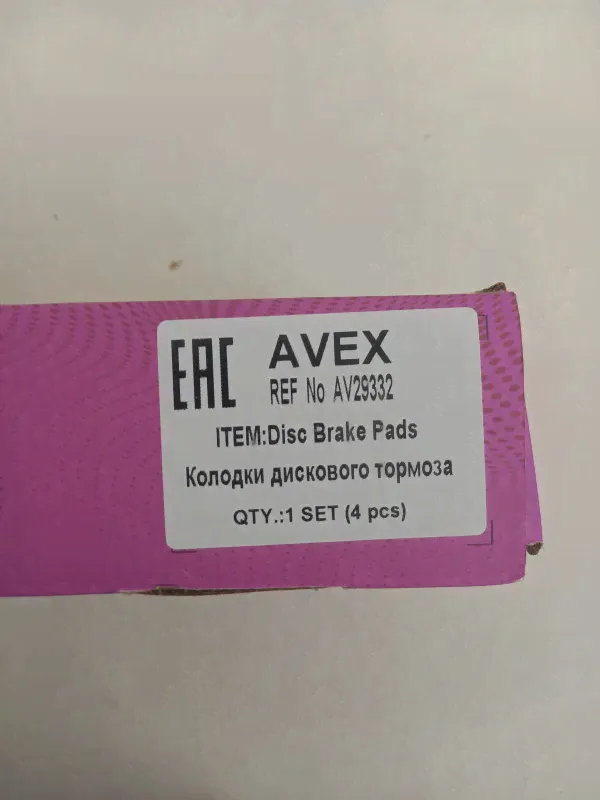 EAC AVEX
REF No AV29332
ITEM:Disc Brake Pads
Колодки дискового тормоза
QTY.:1 SET (4 pcs)